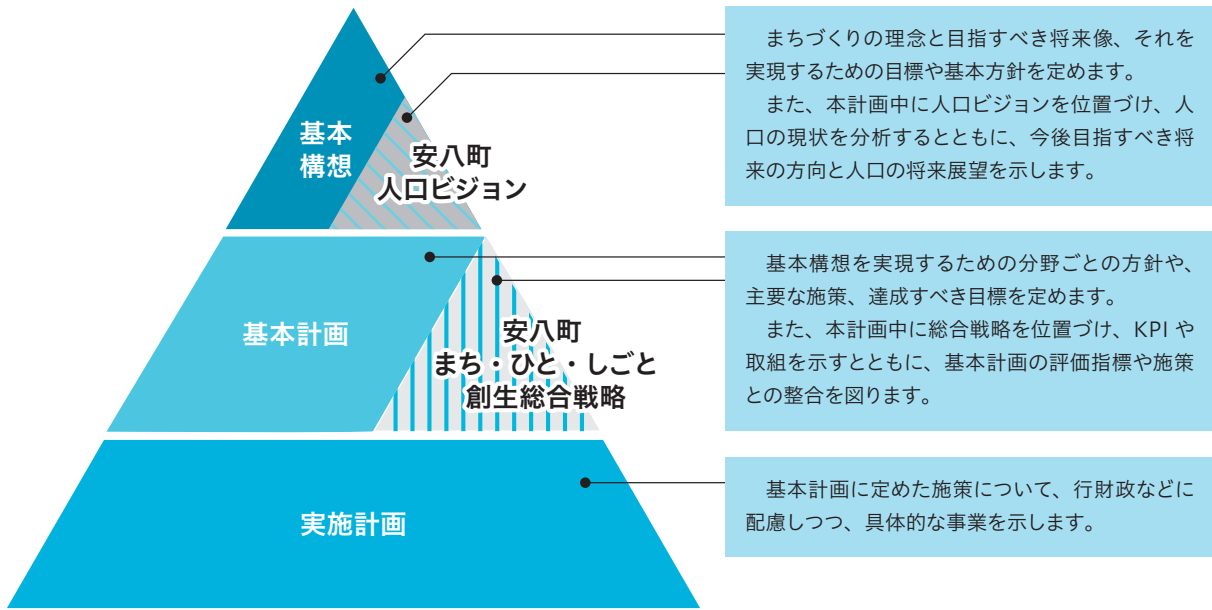 基本
構想
安八町
人口ビジョン
まちづくりの理念と目指すべき将来像、それを
実現するための目標や基本方針を定めます。
また、本計画中に人口ビジョンを位置づけ、人
口の現状を分析するとともに、今後目指すべき将
来の方向と人口の将来展望を示します。
基本計画
安八町
まち・ひと・しごと
創生総合戦略
基本構想を実現するための分野ごとの方針や、
主要な施策、達成すべき目標を定めます。
また、本計画中に総合戦略を位置づけ、KPI や
取組を示すとともに、基本計画の評価指標や施策
との整合を図ります。
実施計画
基本計画に定めた施策について、行財政などに
配慮しつつ、具体的な事業を示します。